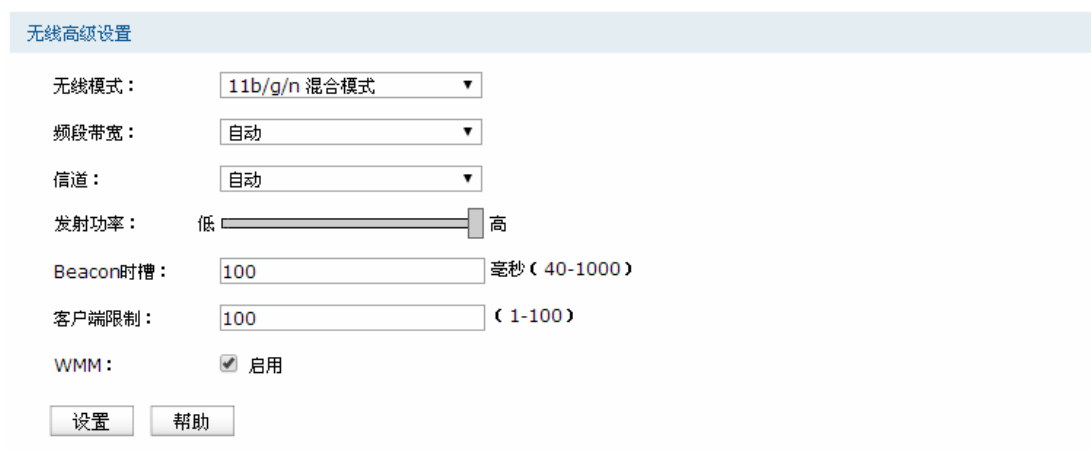 无线高级设置
无线模式： 11b/g/n 混合模式
频段带宽： 自动
信道： 自动
发射功率： 低 高
Beacon时槽： 100 毫秒(40-1000)
客户端限制： 100 (1-100)
WMM： 启用
设置 帮助